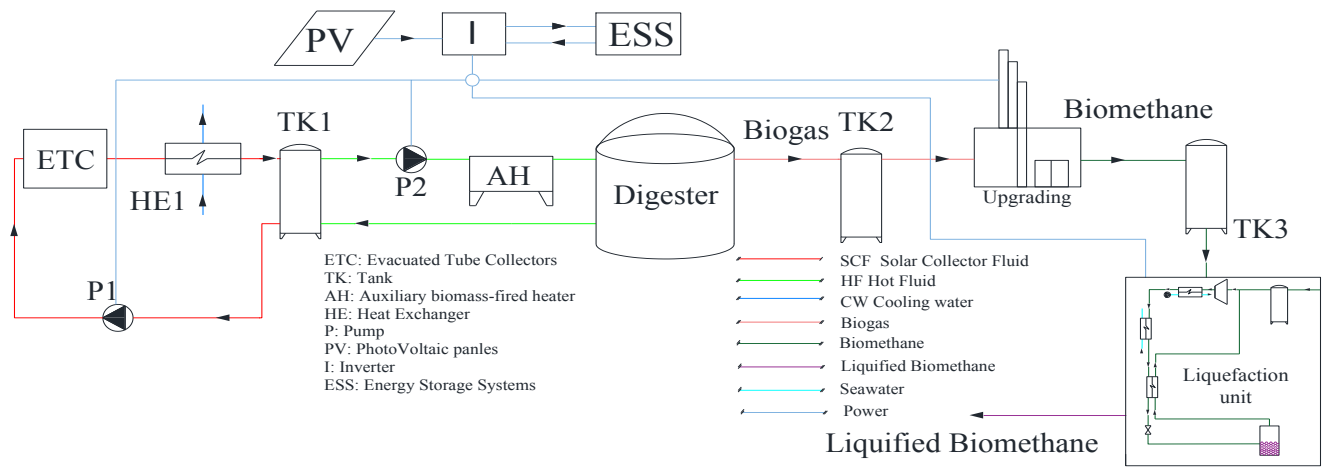 PV
I
ESS
TK1
Biogas
TK2
Biomethane
ETC
HE1
P2
AH
Digester
Upgrading
TK3
P1
ETC: Evacuated Tube Collectors
TK: Tank
AH: Auxiliary biomass-fired heater
HE: Heat Exchanger
P: Pump
PV: PhotoVoltaic panles
I: Inverter
ESS: Energy Storage Systems
SCF Solar Collector Fluid
HF Hot Fluid
CW Cooling water
Biogas
Biomethane
Liquified Biomethane
Seawater
Power
Liquefaction
unit
Liquified Biomethane